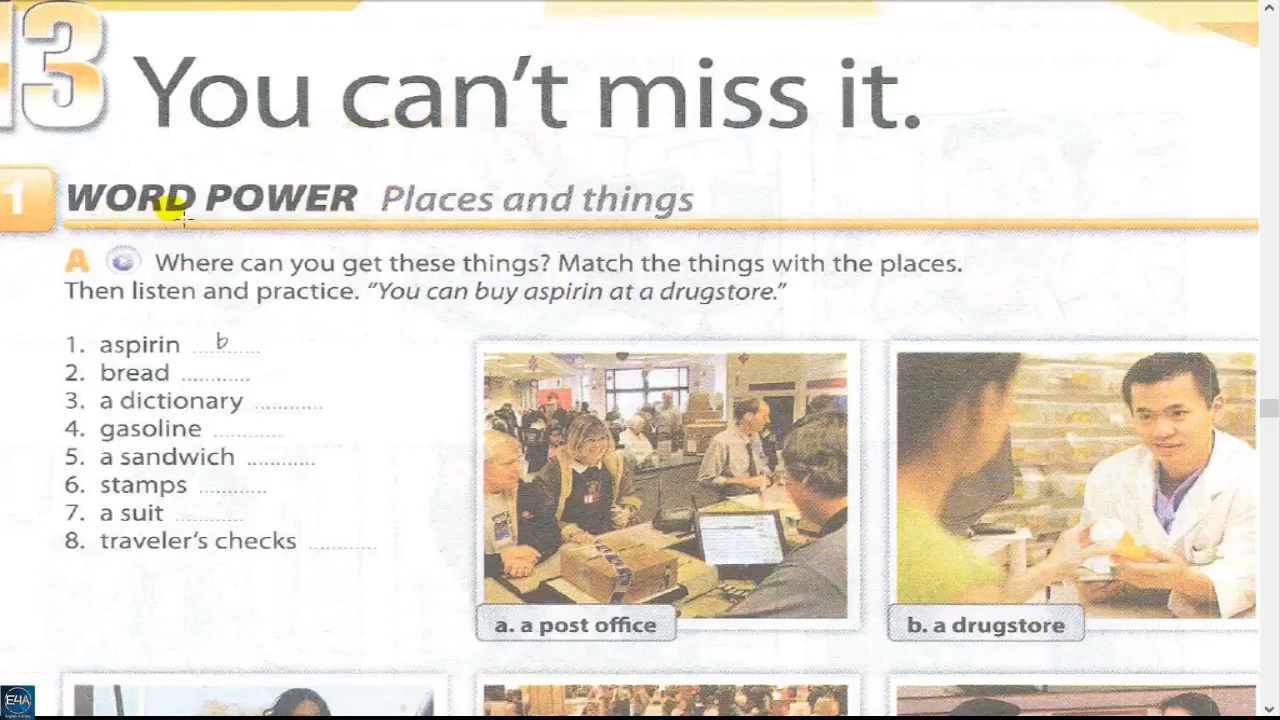 13 You can't miss it.
1 WORD POWER Places and things
A Where can you get these things? Match the things with the places.
Then listen and practice. "You can buy aspirin at a drugstore."
1. aspirin b
2. bread ............
3. a dictionary ............
4. gasoline ............
5. a sandwich ............
6. stamps ............
7. a suit ............
8. traveler's checks ............
a. a post office
b. a drugstore
E4A